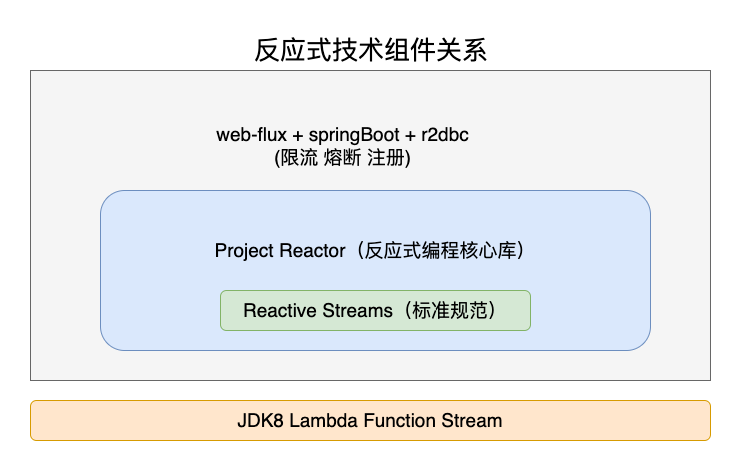 反应式技术组件关系
web-flux + springBoot + r2dbc
(限流 熔断 注册)
Project Reactor（反应式编程核心库）
Reactive Streams（标准规范）
JDK8 Lambda Function Stream